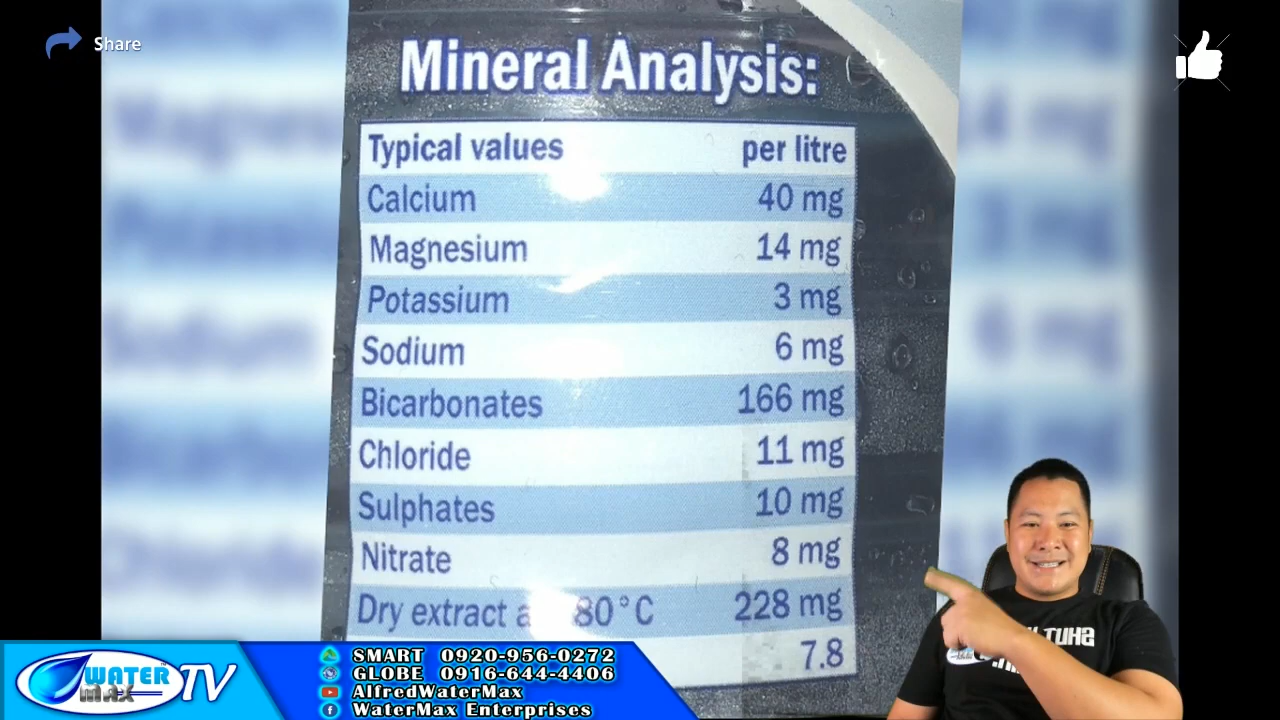 Share
Mineral Analysis:
Typical values per litre
Calcium 40 mg
Magnesium 14 mg
Potassium 3 mg
Sodium 6 mg
Bicarbonates 166 mg
Chloride 11 mg
Sulphates 10 mg
Nitrate 8 mg
Dry extract 80°C 228 mg
7.8
WATER MAX TV
SMART 0920-956-0272
GLOBE 0916-644-4406
AlfredWaterMax
WaterMax Enterprises